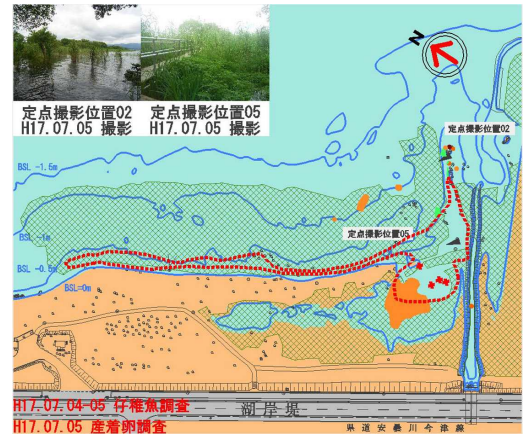 定点撮影位置02
H17.07.05 撮影
定点撮影位置05
H17.07.05 撮影
N
定点撮影位置02
BSL -1.5m
定点撮影位置05
BSL -1m
BSL -0.5m
BSL=0m
H17.07.04-05 仔稚魚調査
湖岸堤
H17.07.05 産着卵調査
県道安曇川今津線